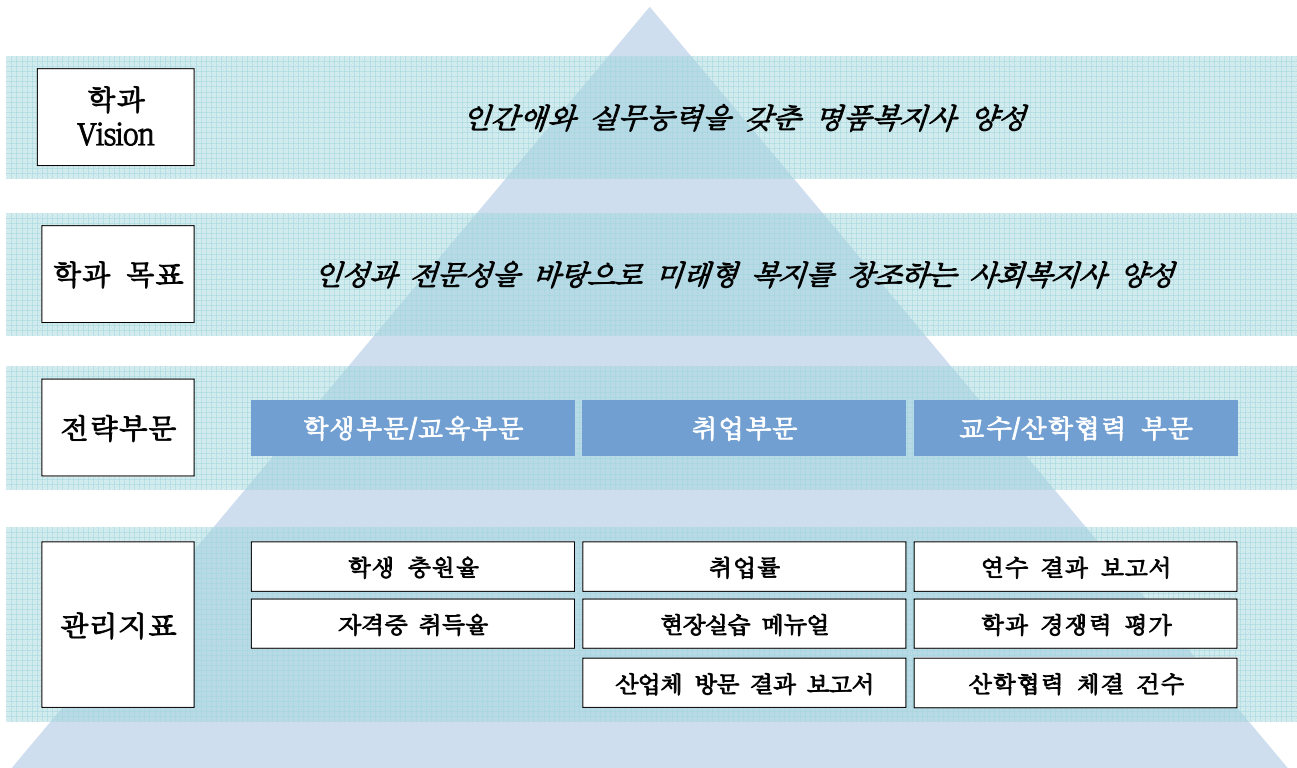 학과
Vision
인간애와 실무능력을 갖춘 명품복지사 양성
학과 목표
인성과 전문성을 바탕으로 미래형 복지를 창조하는 사회복지사 양성
전략부문
학생부문/교육부문
취업부문
교수/산학협력 부문
관리지표
학생 충원율
취업률
연수 결과 보고서
자격증 취득율
현장실습 메뉴얼
학과 경쟁력 평가
산업체 방문 결과 보고서
산학협력 체결 건수